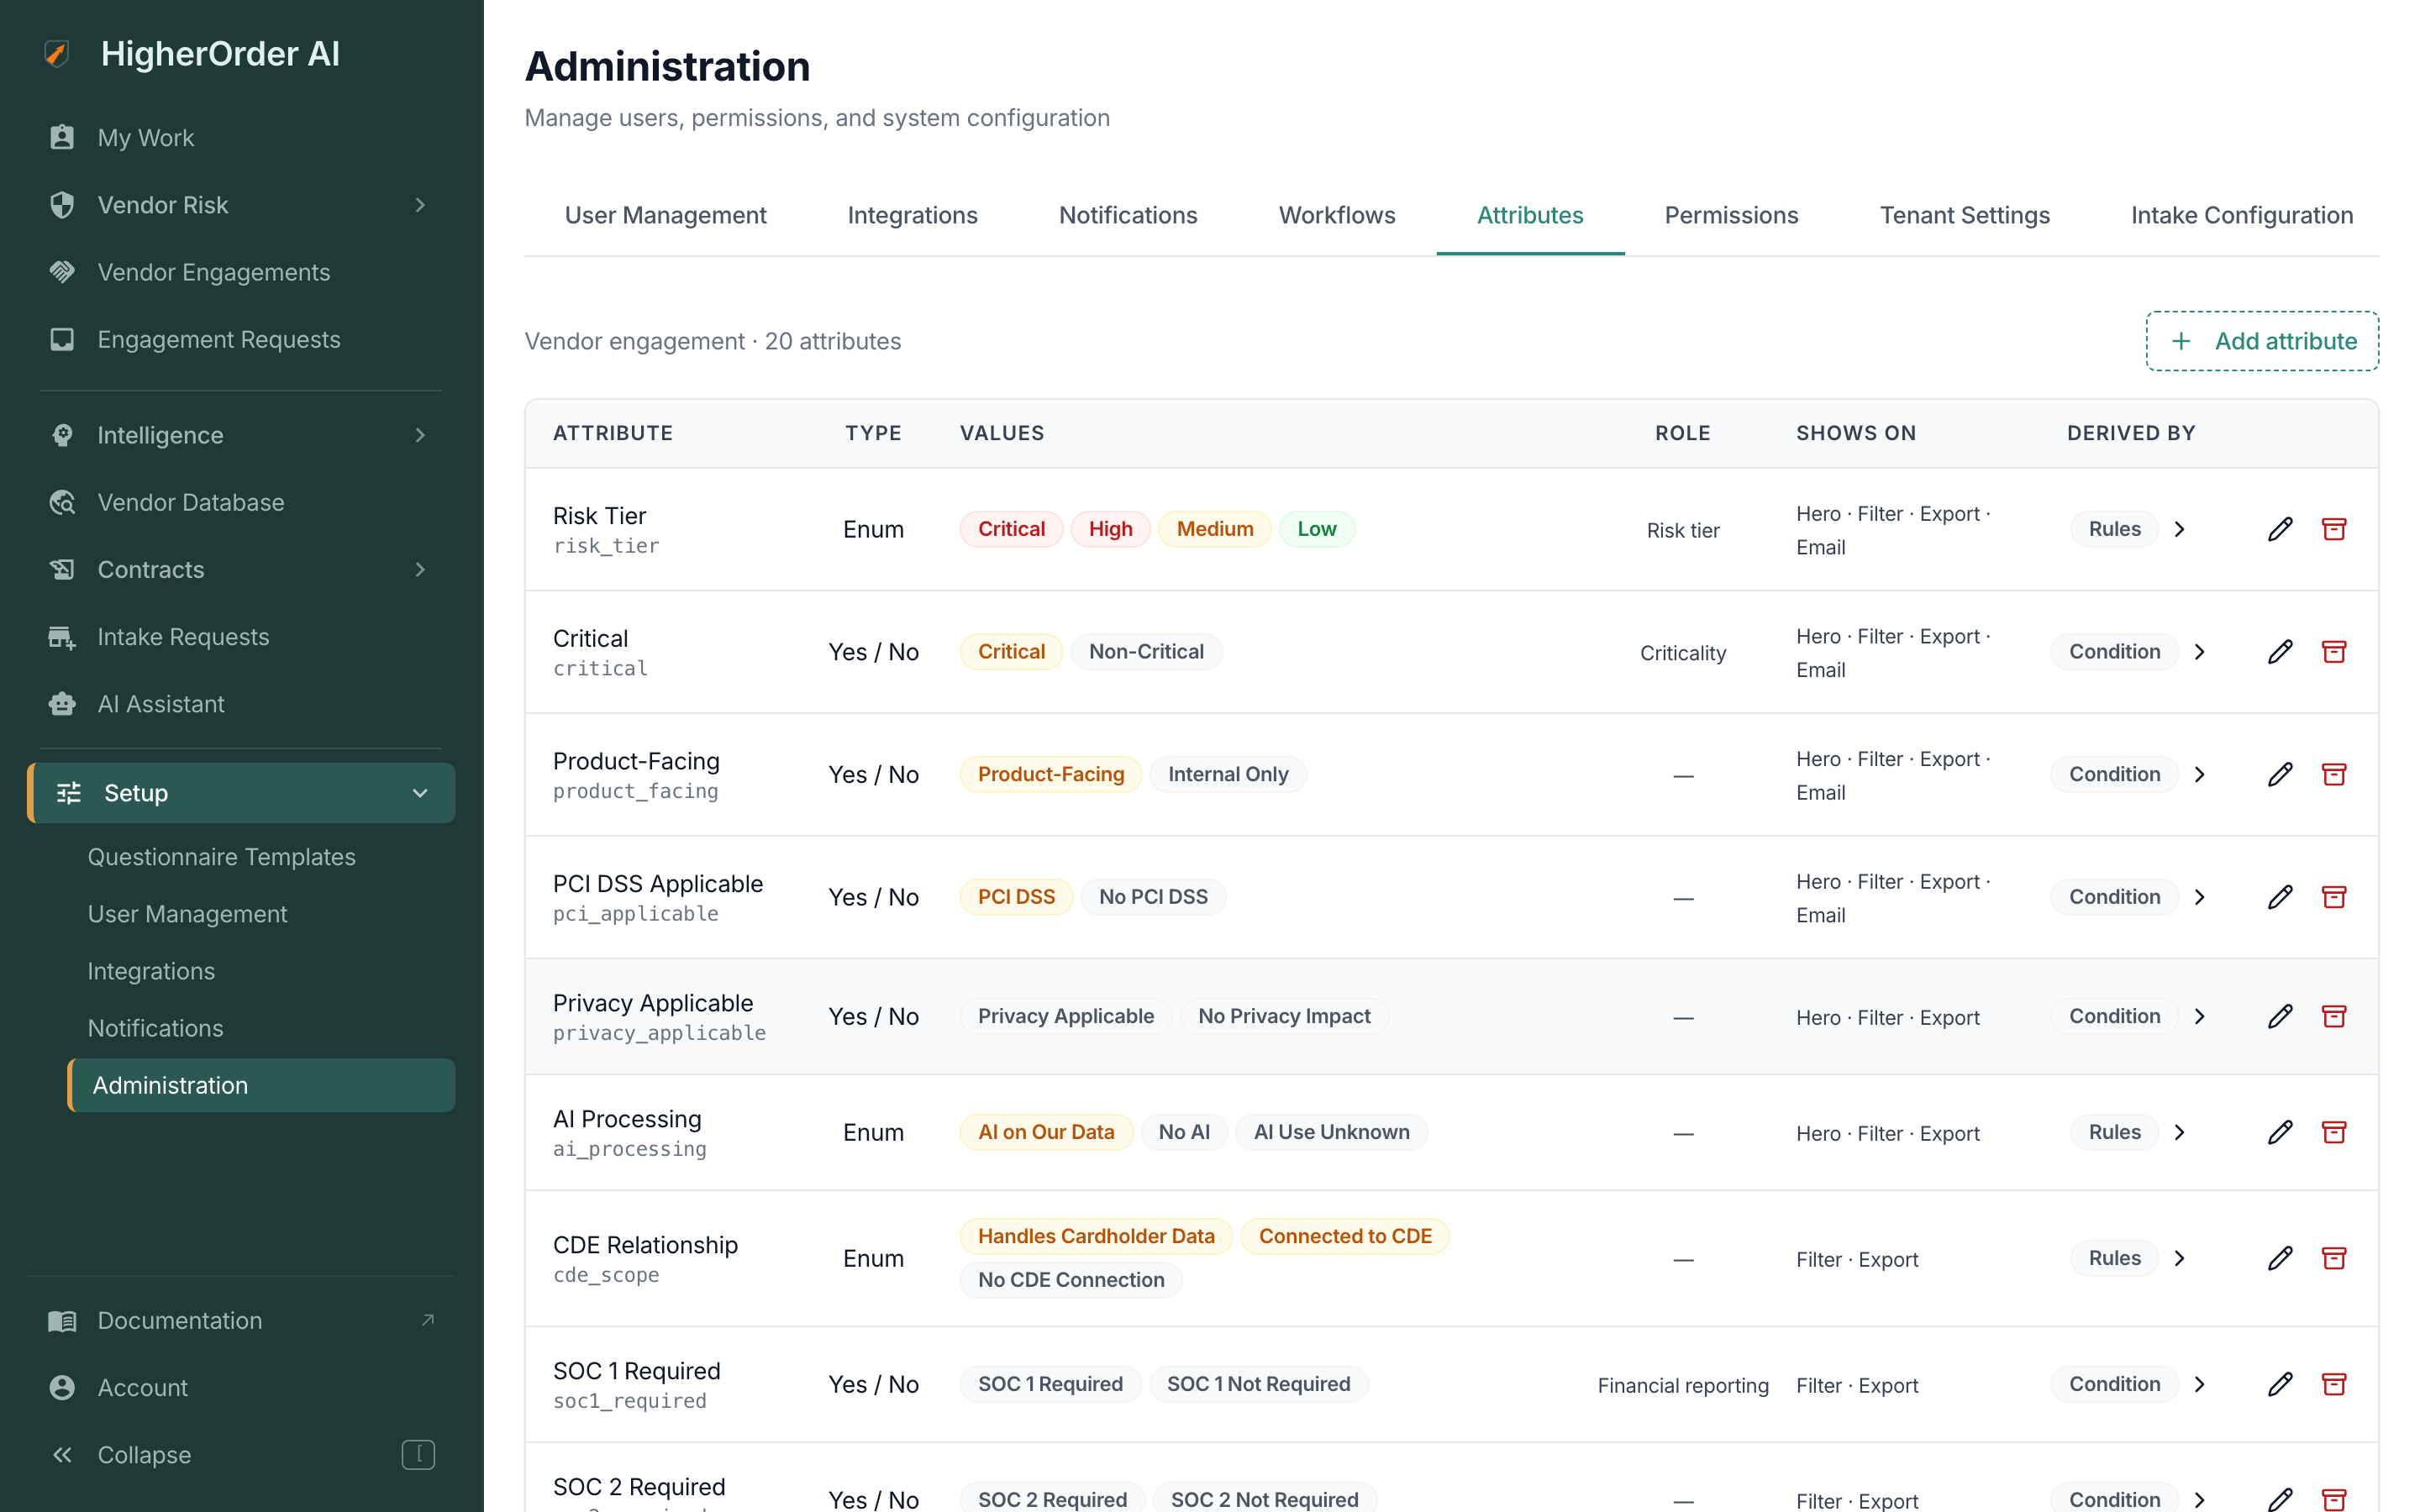 HigherOrder AI
My Work
Vendor Risk
Vendor Engagements
Engagement Requests
Intelligence
Vendor Database
Contracts
Intake Requests
AI Assistant
Setup
Questionnaire Templates
User Management
Integrations
Notifications
Administration
Documentation
Account
Collapse [
Administration
Manage users, permissions, and system configuration
User Management Integrations Notifications Workflows Attributes Permissions Tenant Settings Intake Configuration
Vendor engagement · 20 attributes
+ Add attribute
ATTRIBUTE TYPE VALUES ROLE SHOWS ON DERIVED BY
Risk Tier
risk_tier
Enum
Critical High Medium Low
Risk tier
Hero · Filter · Export ·
Email
Rules
Critical
critical
Yes / No
Critical Non-Critical
Criticality
Hero · Filter · Export ·
Email
Condition
Product-Facing
product_facing
Yes / No
Product-Facing Internal Only
—
Hero · Filter · Export ·
Email
Condition
PCI DSS Applicable
pci_applicable
Yes / No
PCI DSS No PCI DSS
—
Hero · Filter · Export ·
Email
Condition
Privacy Applicable
privacy_applicable
Yes / No
Privacy Applicable No Privacy Impact
—
Hero · Filter · Export
Condition
AI Processing
ai_processing
Enum
AI on Our Data No AI AI Use Unknown
—
Hero · Filter · Export
Rules
CDE Relationship
cde_scope
Enum
Handles Cardholder Data Connected to CDE
No CDE Connection
—
Filter · Export
Rules
SOC 1 Required
soc1_required
Yes / No
SOC 1 Required SOC 1 Not Required
Financial reporting
Filter · Export
Condition
SOC 2 Required
Yes / No
SOC 2 Required SOC 2 Not Required
—
Filter · Export
Condition